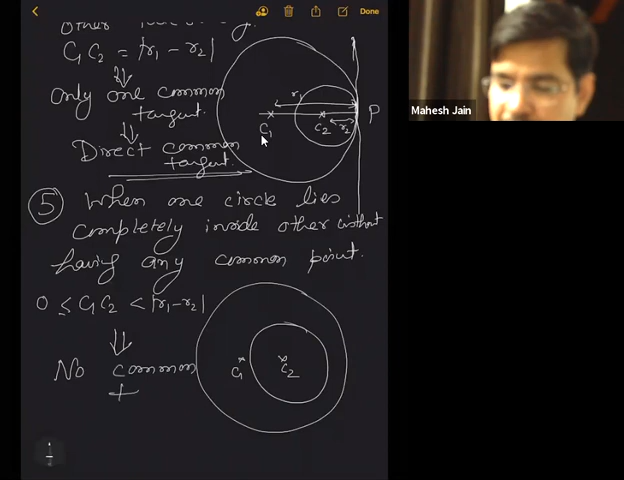 Done
Other
C₁C₂ = |r₁ - r₂|
Only one common
tangent.
Direct common
tangent.
r₁
C₁
C₂
r₂
P
Mahesh Jain
5 When one circle lies
completely inside other without
having any common point.
0 ≤ C₁C₂ < |r₁-r₂|
No common
t
C₁
C₂